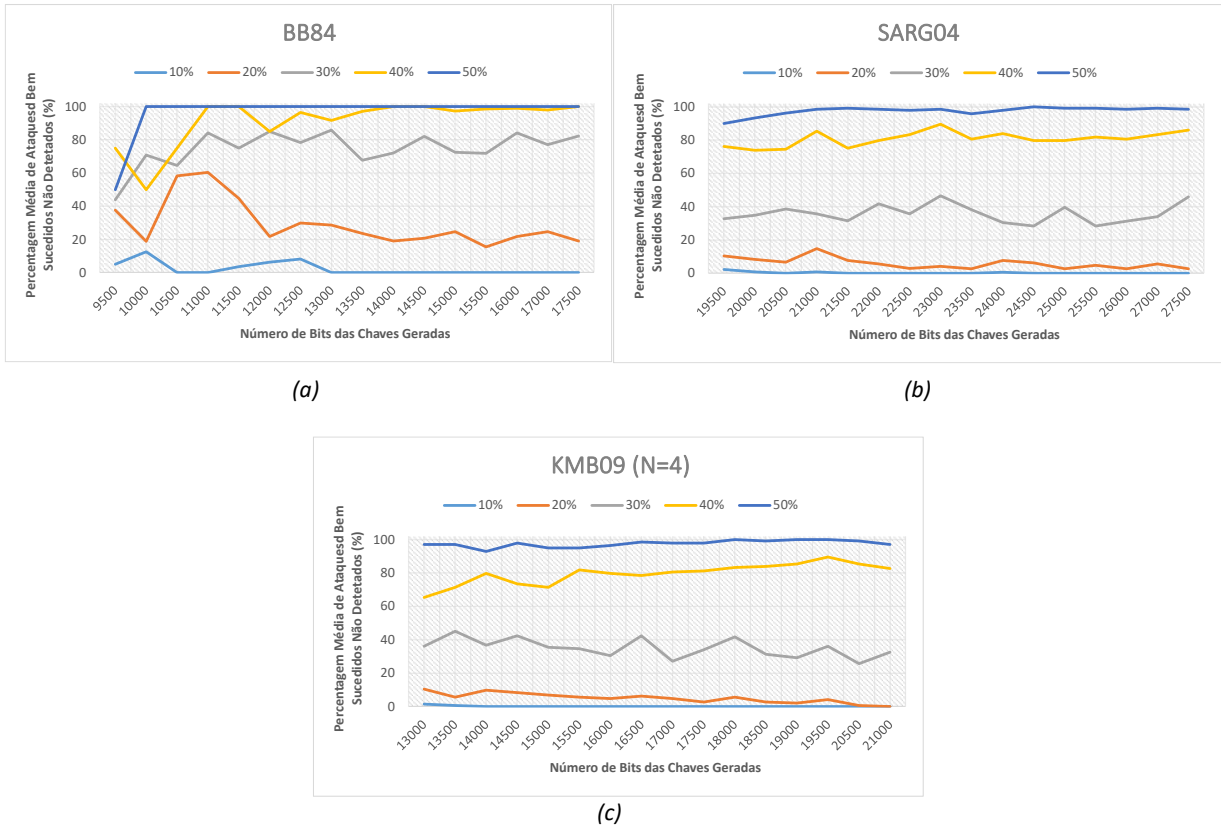 BB84
10% 20% 30% 40% 50%
Percentagem Média de Ataquesd Bem
Sucedidos Não Detetados (%)
100
80
60
40
20
0
9500 10000 10500 11000 11500 12000 12500 13000 13500 14000 14500 15000 15500 16000 17000 17500
Número de Bits das Chaves Geradas
(a)
SARG04
10% 20% 30% 40% 50%
Percentagem Média de Ataquesd Bem
Sucedidos Não Detetados (%)
100
80
60
40
20
0
19500 20000 20500 21000 21500 22000 22500 23000 23500 24000 24500 25000 25500 26000 27000 27500
Número de Bits das Chaves Geradas
(b)
KMB09 (N=4)
10% 20% 30% 40% 50%
Percentagem Média de Ataquesd Bem
Sucedidos Não Detetados (%)
100
80
60
40
20
0
13000 13500 14000 14500 15000 15500 16000 16500 17000 17500 18000 18500 19000 19500 20500 21000
Número de Bits das Chaves Geradas
(c)